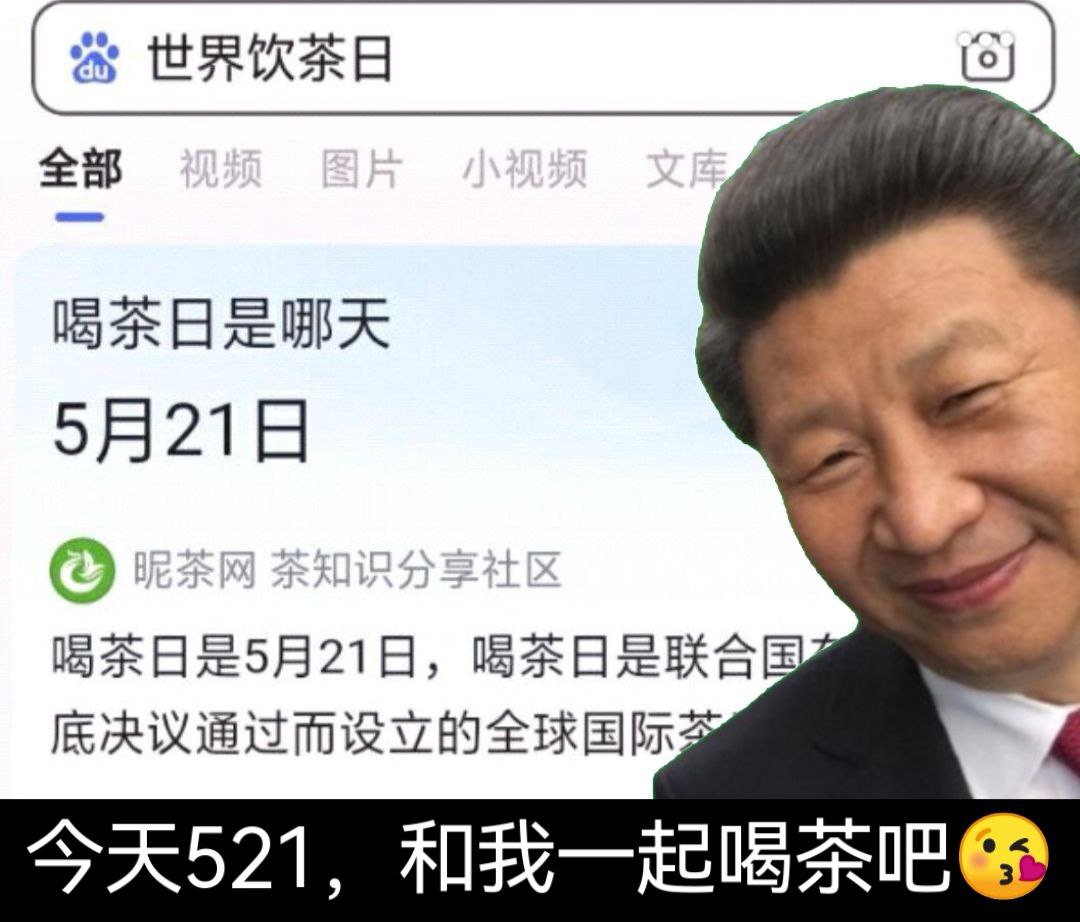 du
世界饮茶日
全部 视频 图片 小视频 文库
喝茶日是哪天
5月21日
昵茶网 茶知识分享社区
喝茶日是5月21日，喝茶日是联合国
底决议通过而设立的全球国际茶
今天521，和我一起喝茶吧😘